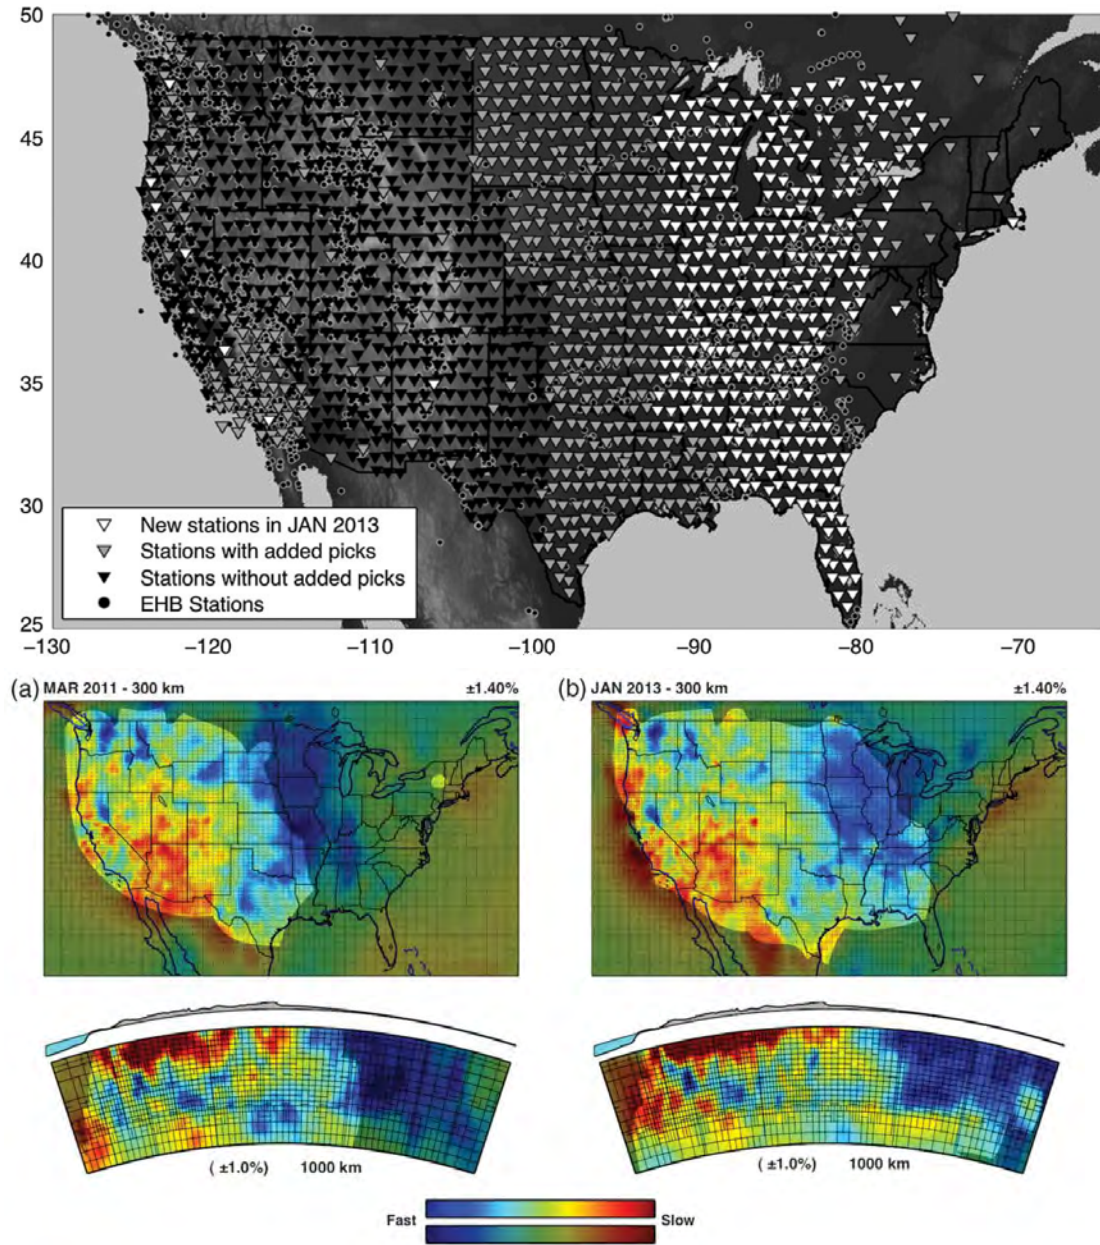 50
45
40
35
30
25
−130
−120
−110
−100
−90
−80
−70
New stations in JAN 2013
Stations with added picks
Stations without added picks
EHB Stations
(a) MAR 2011 - 300 km
±1.40%
(b) JAN 2013 - 300 km
±1.40%
( ±1.0%) 1000 km
(±1.0%) 1000 km
Fast
Slow